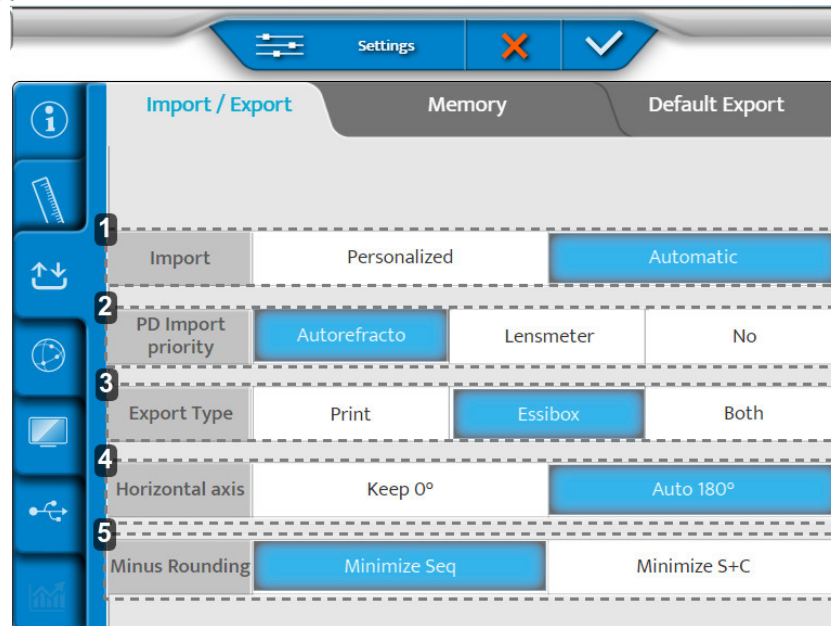 Settings
Import / Export Memory Default Export
1
Import Personalized Automatic
2
PD Import
priority Autorefracto Lensmeter No
3
Export Type Print Essibox Both
4
Horizontal axis Keep 0° Auto 180°
5
Minus Rounding Minimize Seq Minimize S+C